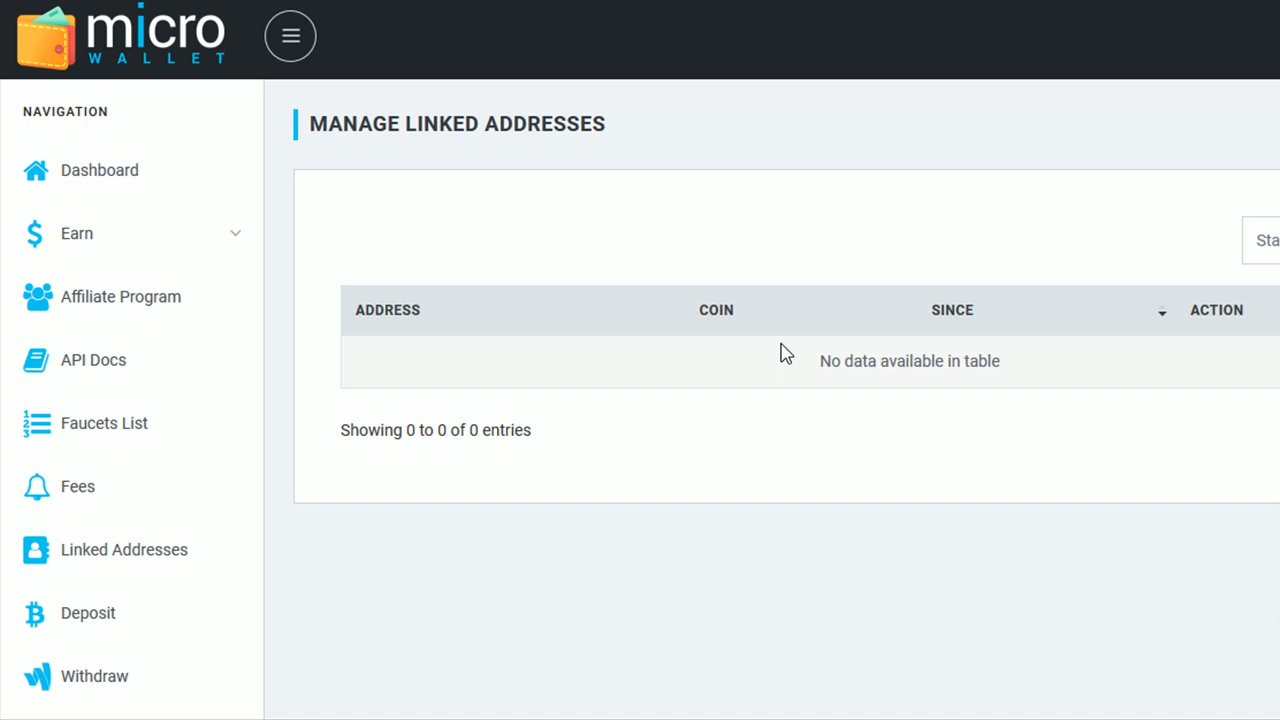 micro
WALLET
NAVIGATION
Dashboard
Earn
Affiliate Program
API Docs
Faucets List
Fees
Linked Addresses
Deposit
Withdraw
MANAGE LINKED ADDRESSES
Sta
ADDRESS COIN SINCE ACTION
No data available in table
Showing 0 to 0 of 0 entries